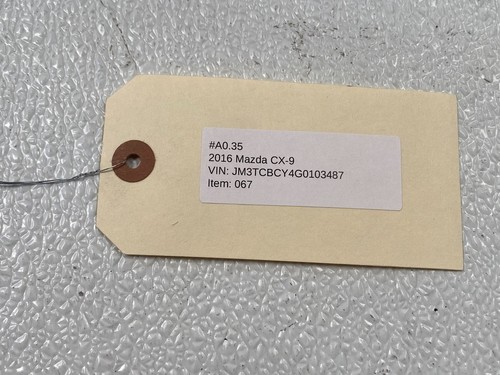 #A0.35
2016 Mazda CX-9
VIN: JM3TCBCY4G0103487
Item: 067